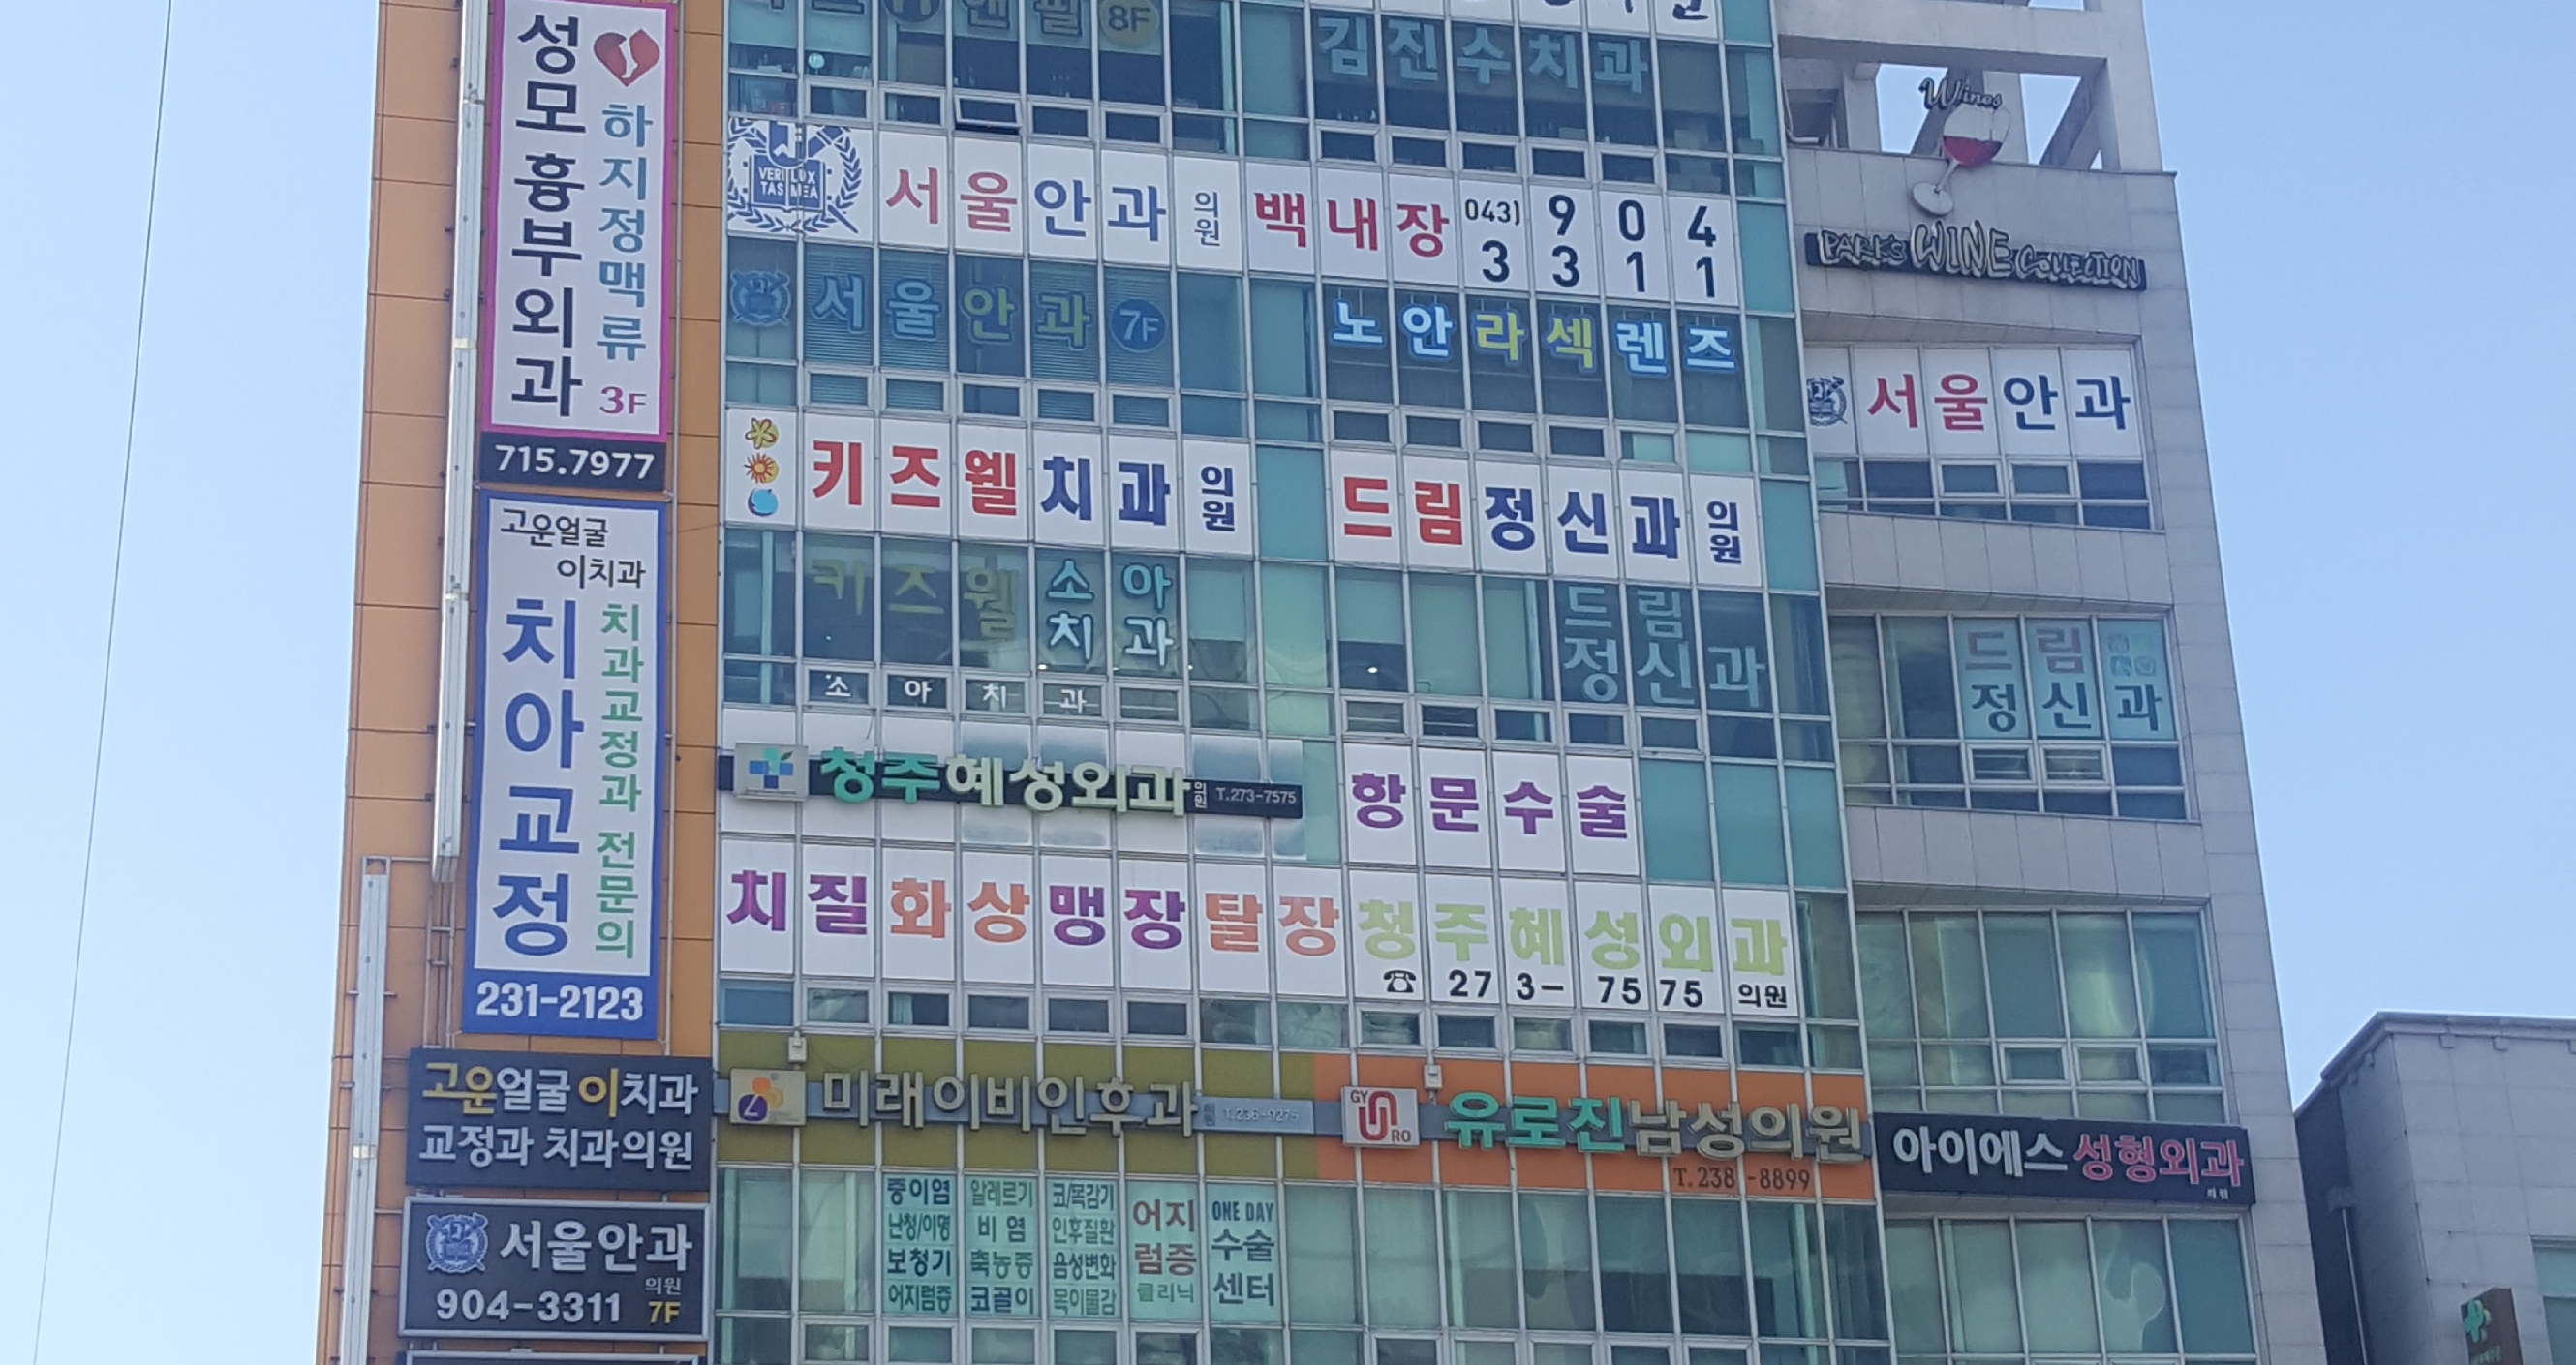 성모흉부외과
하지정맥류
3F
715.7977
고운얼굴
이치과
치아교정
치과교정과 전문의
231-2123
고운얼굴 이치과
교정과 치과의원
서울안과
의원
904-3311 7F
8F
김진수치과
VERI LUX
TAS MEA
서울안과 의원 백내장 043) 904
3311
서울안과 7F
노안라섹렌즈
키즈웰치과 의원
드림정신과 의원
키즈웰 소아
치과
드림
정신과
소아치과
청주혜성외과 의원 T.273-7575
항문수술
치질화상맹장탈장청주혜성외과
☎ 273-7575 의원
미래이비인후과
GY
RO
유로진남성의원
T.238-8899
중이염
난청/이명
보청기
어지럼증
알레르기
비염
축농증
코골이
코/목감기
인후질환
음성변화
목이물감
어지
럼증
클리닉
ONE DAY
수술
센터
Wines
PARK'S WINE COLLECTION
서울안과
드림
정신과
아이에스 성형외과
의원